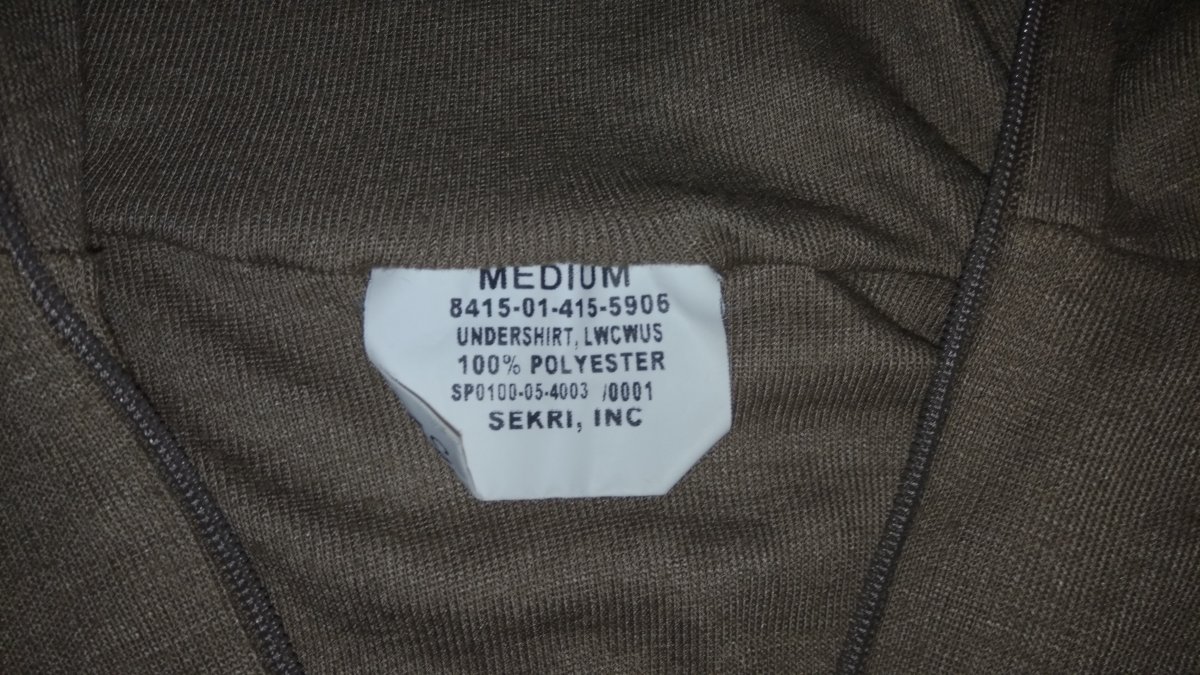 MEDIUM
8415-01-415-5906
UNDERSHIRT, LWCWUS
100% POLYESTER
SP0100-05-4003 /0001
SEKRI, INC